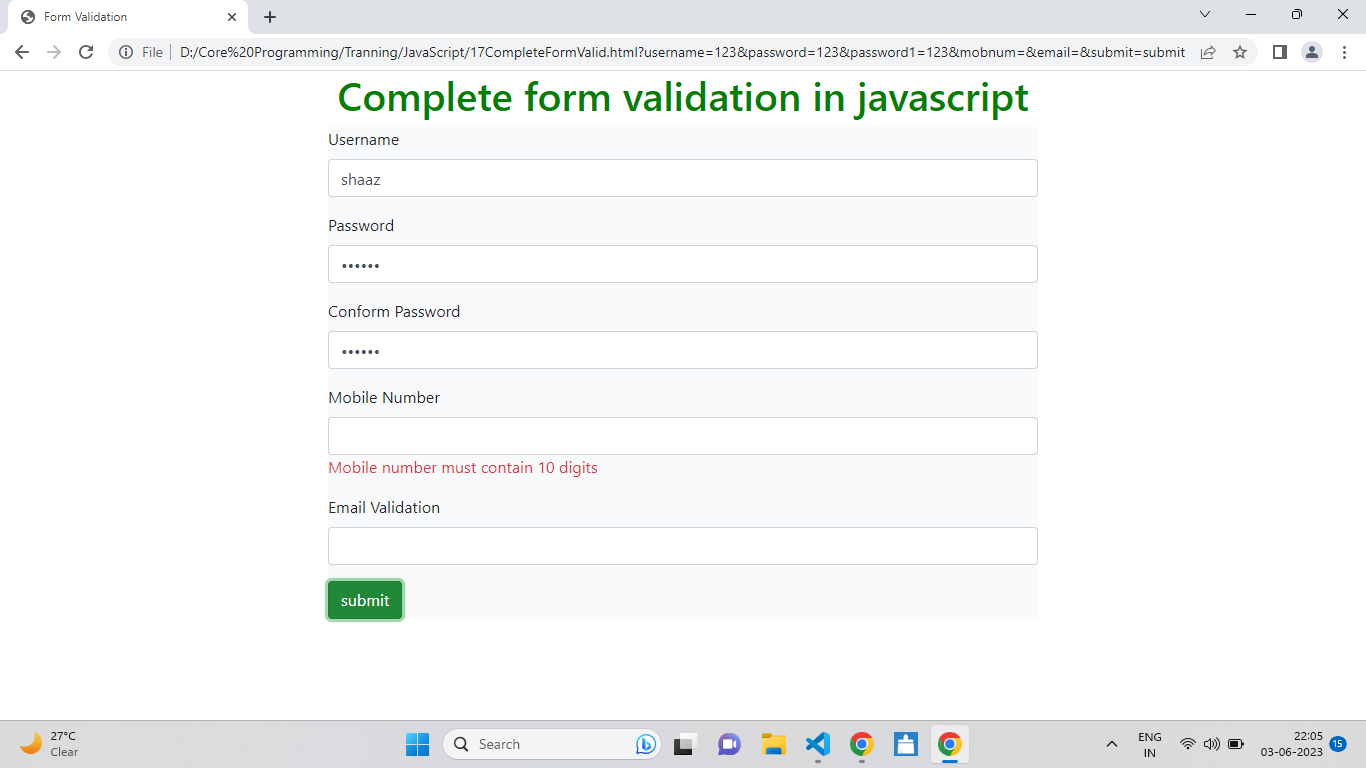 Form Validation
File D:/Core%20Programming/Tranning/JavaScript/17CompleteFormValid.html?username=123&password=123&password1=123&mobnum=&email=&submit=submit
Complete form validation in javascript
Username
shaaz
Password
••••••
Conform Password
••••••
Mobile Number
Mobile number must contain 10 digits
Email Validation
submit
27°C
Clear
Search
ENG
IN
22:05
03-06-2023
15